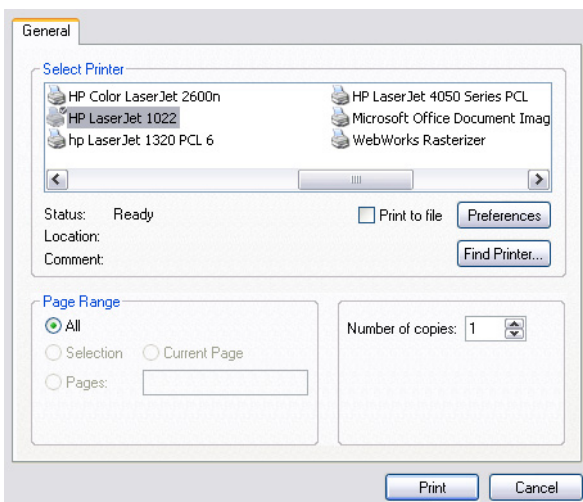 General
Select Printer
HP Color LaserJet 2600n
HP LaserJet 4050 Series PCL
HP LaserJet 1022
Microsoft Office Document Imag
hp LaserJet 1320 PCL 6
WebWorks Rasterizer
Status: Ready
Print to file
Preferences
Location:
Comment:
Find Printer...
Page Range
All
Number of copies: 1
Selection
Current Page
Pages:
Print
Cancel